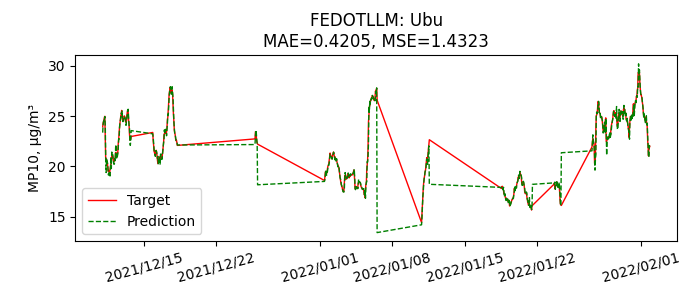 FEDOTLLM: Ubu
MAE=0.4205, MSE=1.4323
MP10, µg/m³
30
25
20
15
Target
Prediction
2021/12/15
2021/12/22
2022/01/01
2022/01/08
2022/01/15
2022/01/22
2022/02/01